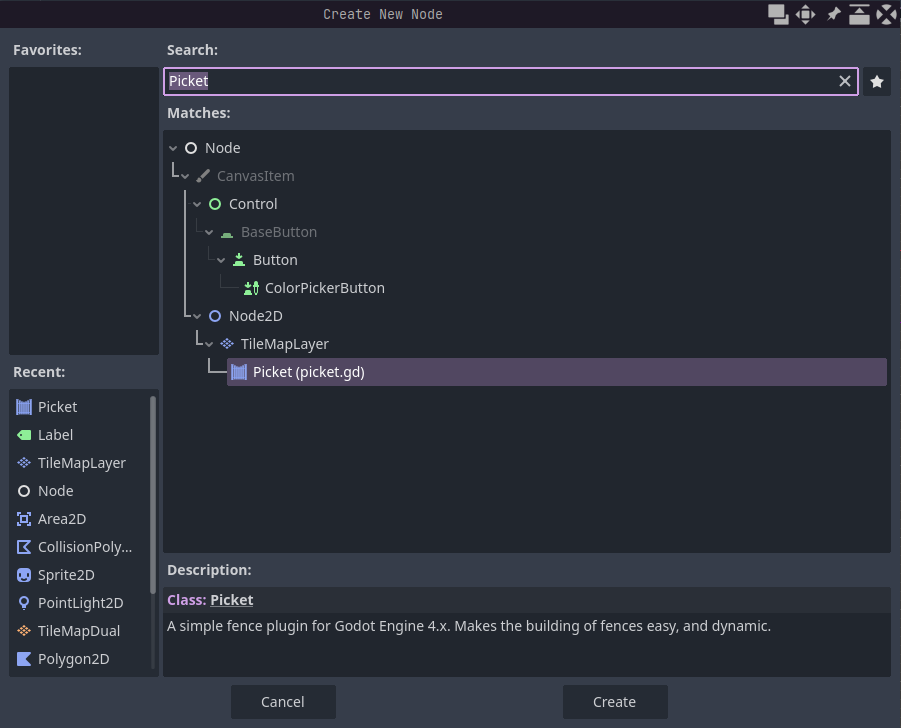 Create New Node
Favorites:
Search:
Picket
Matches:
Node
CanvasItem
Control
BaseButton
Button
ColorPickerButton
Node2D
TileMapLayer
Picket (picket.gd)
Recent:
Picket
Label
TileMapLayer
Node
Area2D
CollisionPoly...
Sprite2D
PointLight2D
TileMapDual
Polygon2D
Description:
Class: Picket
A simple fence plugin for Godot Engine 4.x. Makes the building of fences easy, and dynamic.
Cancel
Create